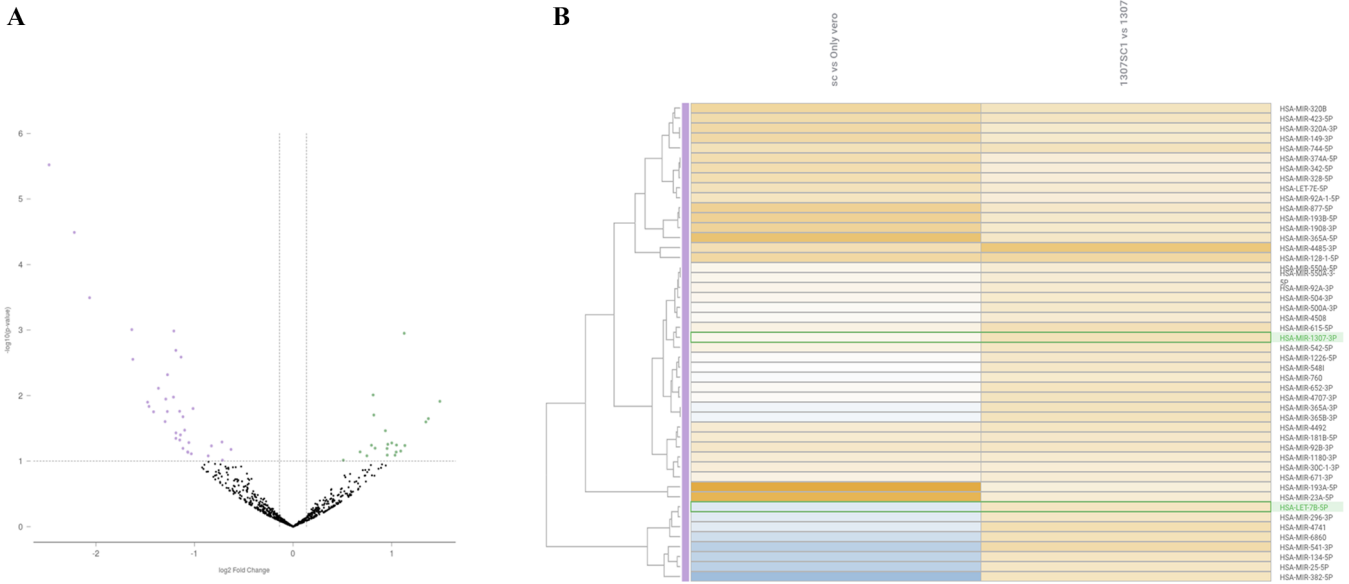 A
B
sc vs Only vero
1307SC1 vs 1307
6
5
4
3
2
1
0
-log10(p-value)
-2
-1
0
1
log2 Fold Change
HSA-MIR-320B
HSA-MIR-423-5P
HSA-MIR-320A-3P
HSA-MIR-149-3P
HSA-MIR-744-5P
HSA-MIR-374A-5P
HSA-MIR-342-5P
HSA-MIR-328-5P
HSA-LET-7E-5P
HSA-MIR-92A-1-5P
HSA-MIR-877-5P
HSA-MIR-193B-5P
HSA-MIR-1908-3P
HSA-MIR-365A-5P
HSA-MIR-4485-3P
HSA-MIR-128-1-5P
HSA-MIR-550A-5P
HSA-MIR-550A-3-
5P
HSA-MIR-92A-3P
HSA-MIR-504-3P
HSA-MIR-500A-3P
HSA-MIR-4508
HSA-MIR-615-5P
HSA-MIR-1307-3P
HSA-MIR-542-5P
HSA-MIR-1226-5P
HSA-MIR-548I
HSA-MIR-760
HSA-MIR-652-3P
HSA-MIR-4707-3P
HSA-MIR-365A-3P
HSA-MIR-365B-3P
HSA-MIR-4492
HSA-MIR-181B-5P
HSA-MIR-92B-3P
HSA-MIR-1180-3P
HSA-MIR-30C-1-3P
HSA-MIR-671-3P
HSA-MIR-193A-5P
HSA-MIR-23A-5P
HSA-LET-7B-5P
HSA-MIR-296-3P
HSA-MIR-4741
HSA-MIR-6860
HSA-MIR-541-3P
HSA-MIR-134-5P
HSA-MIR-25-5P
HSA-MIR-382-5P